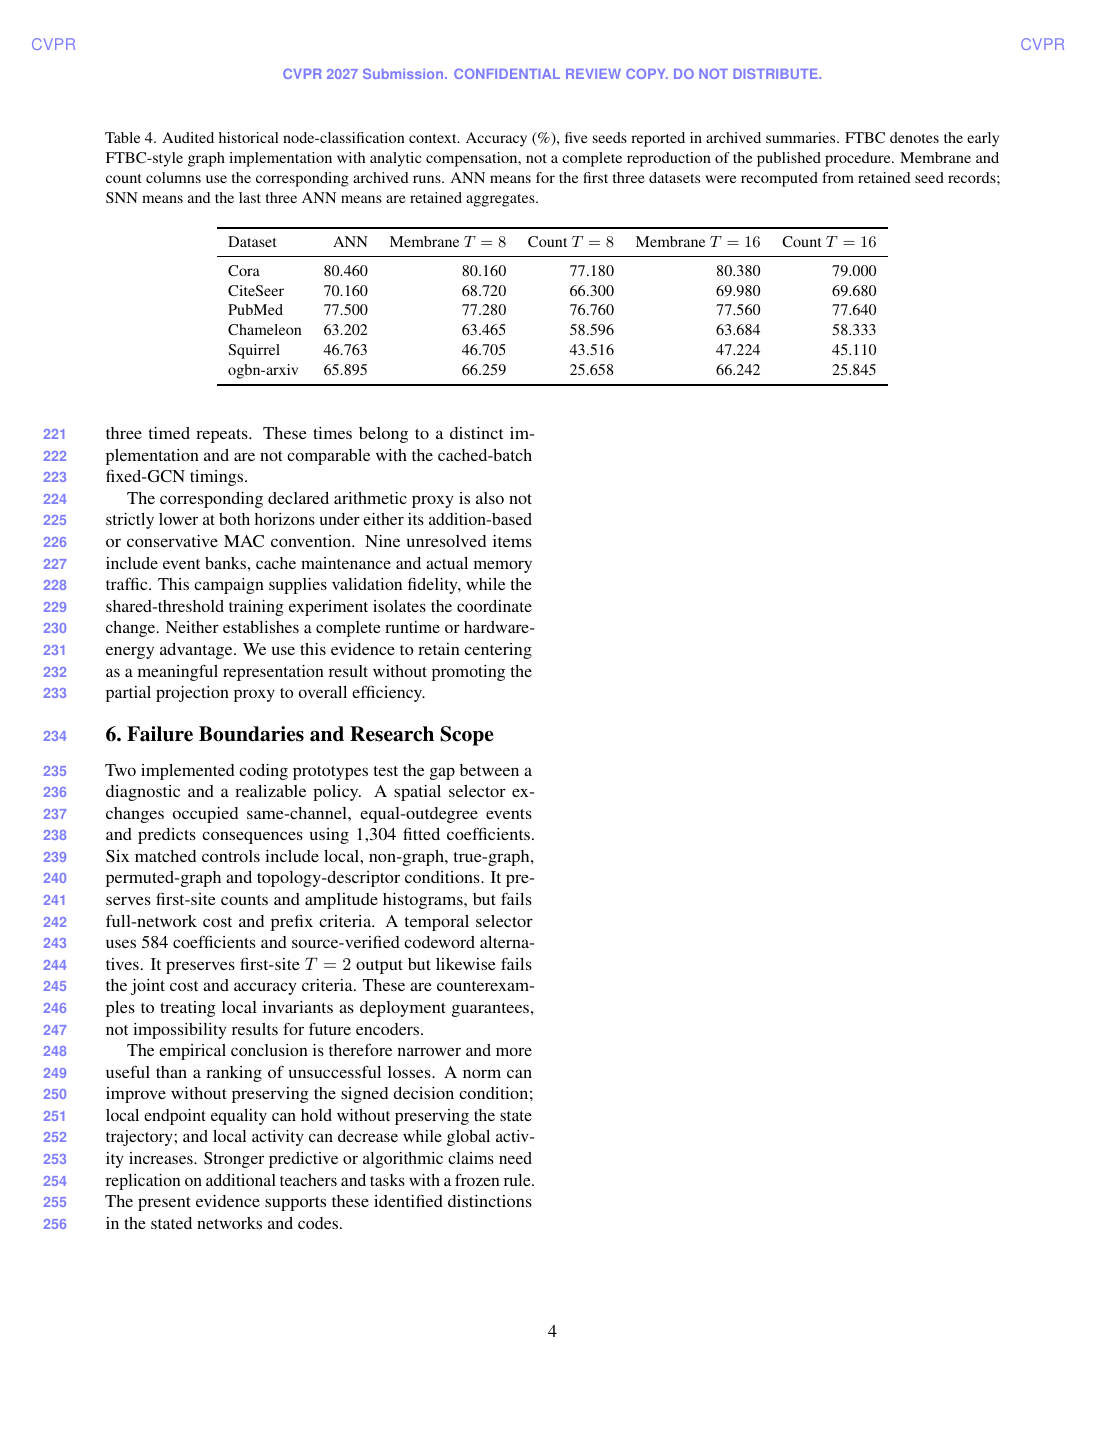 CVPR
CVPR
CVPR 2027 Submission. CONFIDENTIAL REVIEW COPY. DO NOT DISTRIBUTE.
Table 4. Audited historical node-classification context. Accuracy (%), five seeds reported in archived summaries. FTBC denotes the early
FTBC-style graph implementation with analytic compensation, not a complete reproduction of the published procedure. Membrane and
count columns use the corresponding archived runs. ANN means for the first three datasets were recomputed from retained seed records;
SNN means and the last three ANN means are retained aggregates.
Dataset ANN Membrane T = 8 Count T = 8 Membrane T = 16 Count T = 16
Cora 80.460 80.160 77.180 80.380 79.000
CiteSeer 70.160 68.720 66.300 69.980 69.680
PubMed 77.500 77.280 76.760 77.560 77.640
Chameleon 63.202 63.465 58.596 63.684 58.333
Squirrel 46.763 46.705 43.516 47.224 45.110
ogbn-arxiv 65.895 66.259 25.658 66.242 25.845
221 three timed repeats. These times belong to a distinct im-
222 plementation and are not comparable with the cached-batch
223 fixed-GCN timings.
224 The corresponding declared arithmetic proxy is also not
225 strictly lower at both horizons under either its addition-based
226 or conservative MAC convention. Nine unresolved items
227 include event banks, cache maintenance and actual memory
228 traffic. This campaign supplies validation fidelity, while the
229 shared-threshold training experiment isolates the coordinate
230 change. Neither establishes a complete runtime or hardware-
231 energy advantage. We use this evidence to retain centering
232 as a meaningful representation result without promoting the
233 partial projection proxy to overall efficiency.
234 6. Failure Boundaries and Research Scope
235 Two implemented coding prototypes test the gap between a
236 diagnostic and a realizable policy. A spatial selector ex-
237 changes occupied same-channel, equal-outdegree events
238 and predicts consequences using 1,304 fitted coefficients.
239 Six matched controls include local, non-graph, true-graph,
240 permuted-graph and topology-descriptor conditions. It pre-
241 serves first-site counts and amplitude histograms, but fails
242 full-network cost and prefix criteria. A temporal selector
243 uses 584 coefficients and source-verified codeword alterna-
244 tives. It preserves first-site T = 2 output but likewise fails
245 the joint cost and accuracy criteria. These are counterexam-
246 ples to treating local invariants as deployment guarantees,
247 not impossibility results for future encoders.
248 The empirical conclusion is therefore narrower and more
249 useful than a ranking of unsuccessful losses. A norm can
250 improve without preserving the signed decision condition;
251 local endpoint equality can hold without preserving the state
252 trajectory; and local activity can decrease while global activ-
253 ity increases. Stronger predictive or algorithmic claims need
254 replication on additional teachers and tasks with a frozen rule.
255 The present evidence supports these identified distinctions
256 in the stated networks and codes.
4